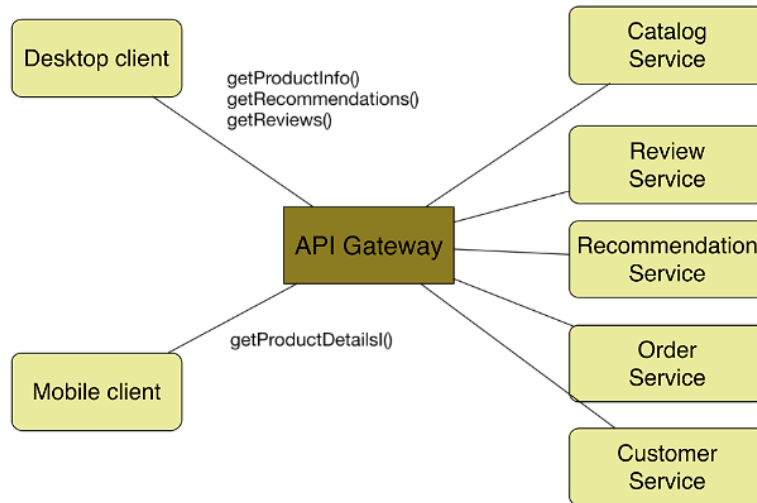 Desktop client
getProductInfo()
getRecommendations()
getReviews()
Catalog
Service
Review
Service
API Gateway
Recommendation
Service
getProductDetailsI()
Order
Service
Mobile client
Customer
Service